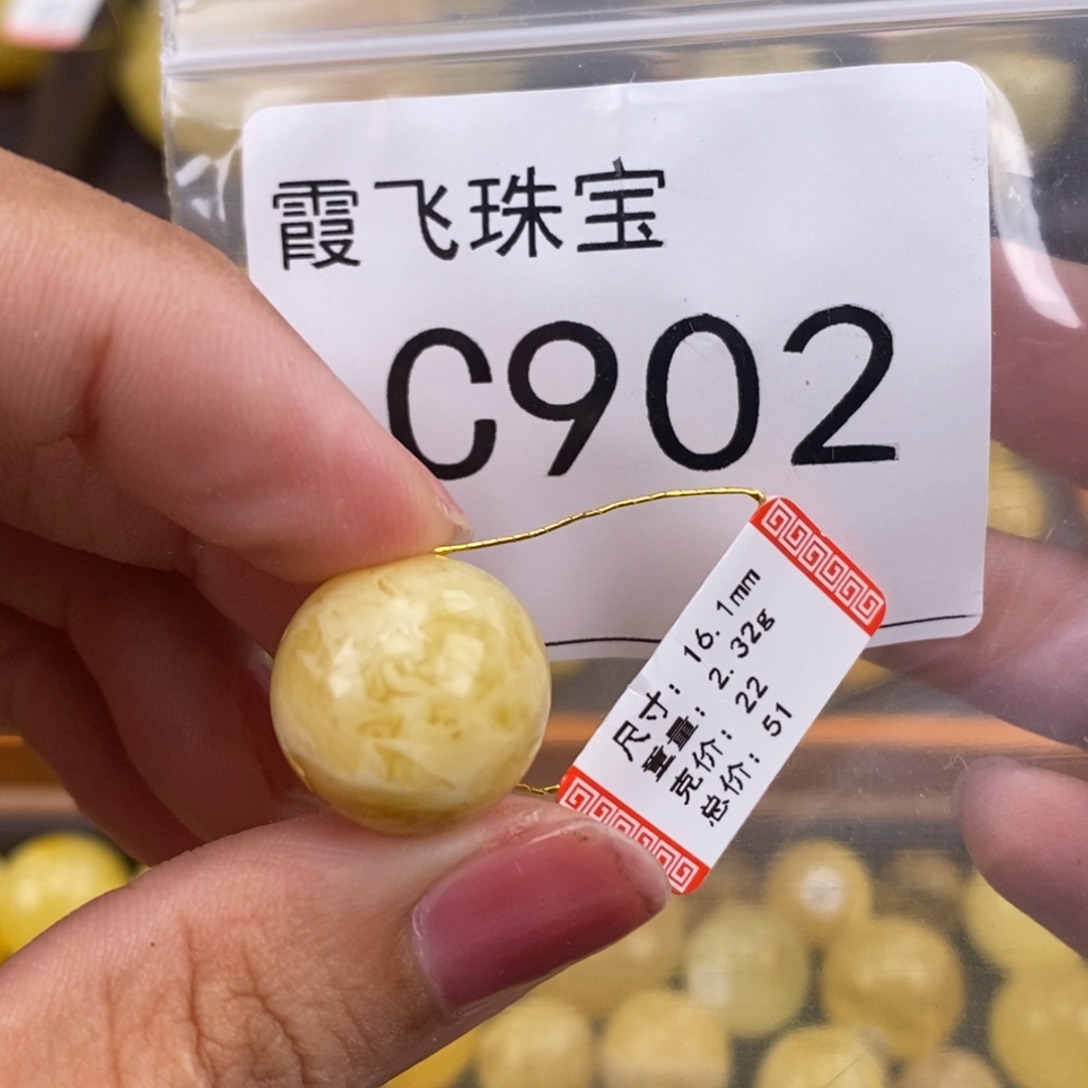 霞飞珠宝
C902
尺寸：16.1mm
重量：2.32g
克价：22
总价：51